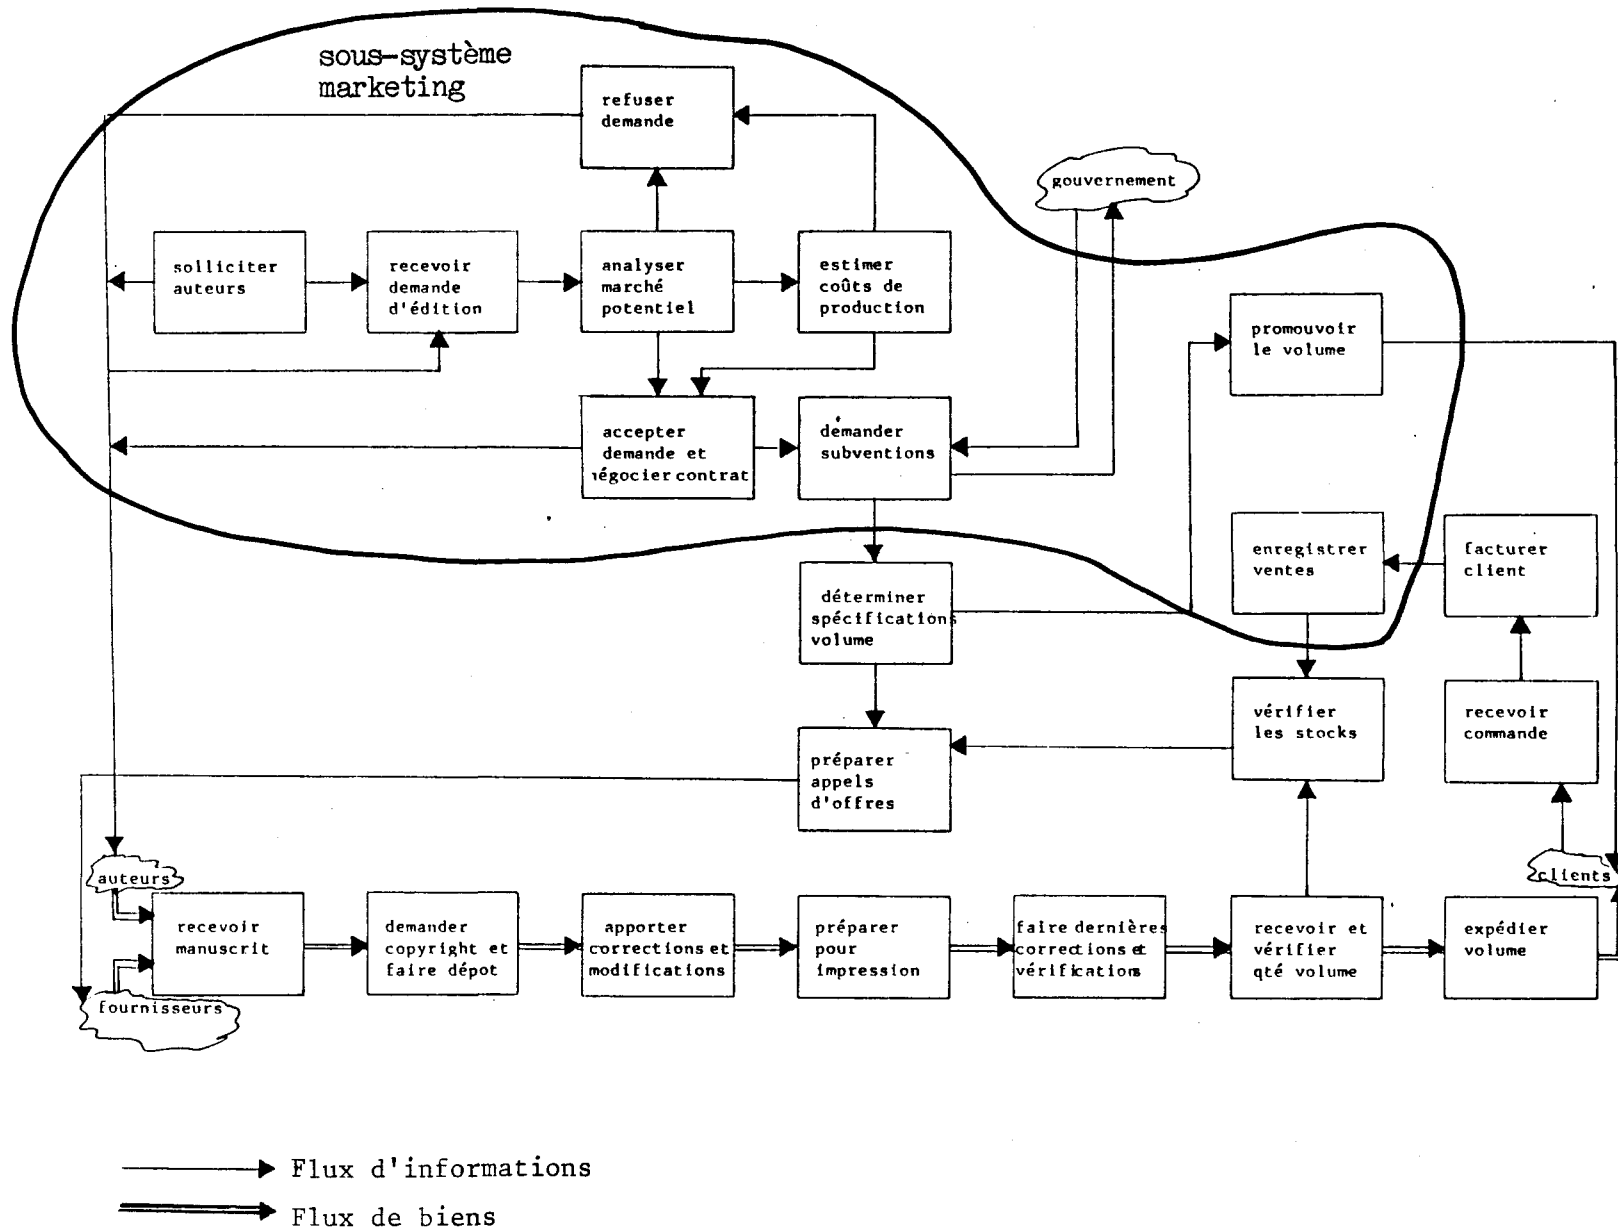 sous-système
marketing
refuser
demande
gouvernement
solliciter
auteurs
recevoir
demande
d'édition
analyser
marché
potentiel
estimer
coûts de
production
promouvoir
le volume
accepter
demande et
négocier contrat
demander
subventions
enregistrer
ventes
facturer
client
déterminer
spécifications
volume
vérifier
les stocks
recevoir
commande
préparer
appels
d'offres
auteurs
clients
recevoir
manuscrit
demander
copyright et
faire dépot
apporter
corrections et
modifications
préparer
pour
impression
faire dernières
corrections et
vérifications
recevoir et
vérifier
qté volume
expédier
volume
fournisseurs
Flux d'informations
Flux de biens